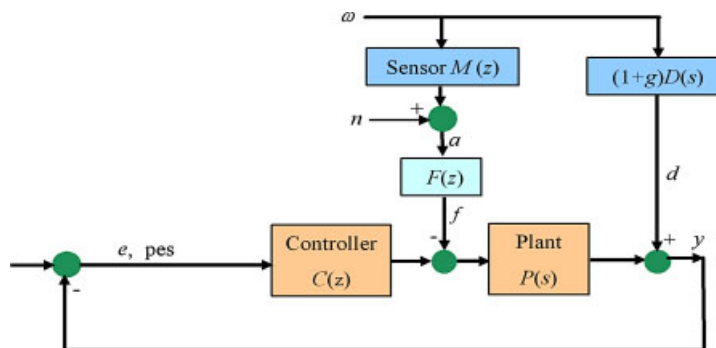 ω
Sensor M(z)
(1+g)D(s)
n
+
a
F(z)
d
f
-
+
y
e, pes
Controller
C(z)
Plant
P(s)
-